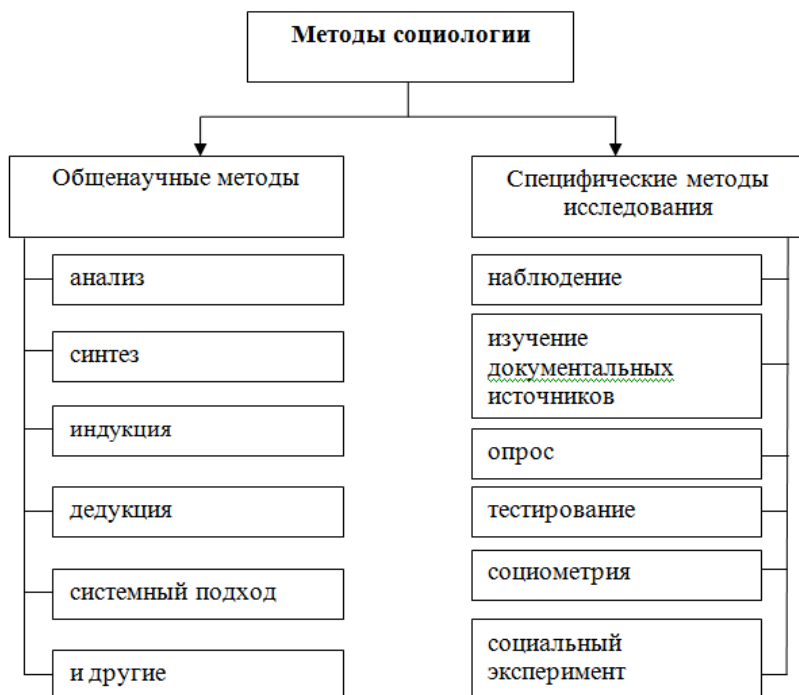 Методы социологии
Общенаучные методы
анализ
синтез
индукция
дедукция
системный подход
и другие
Специфические методы
исследования
наблюдение
изучение
документальных
источников
опрос
тестирование
социометрия
социальный
эксперимент